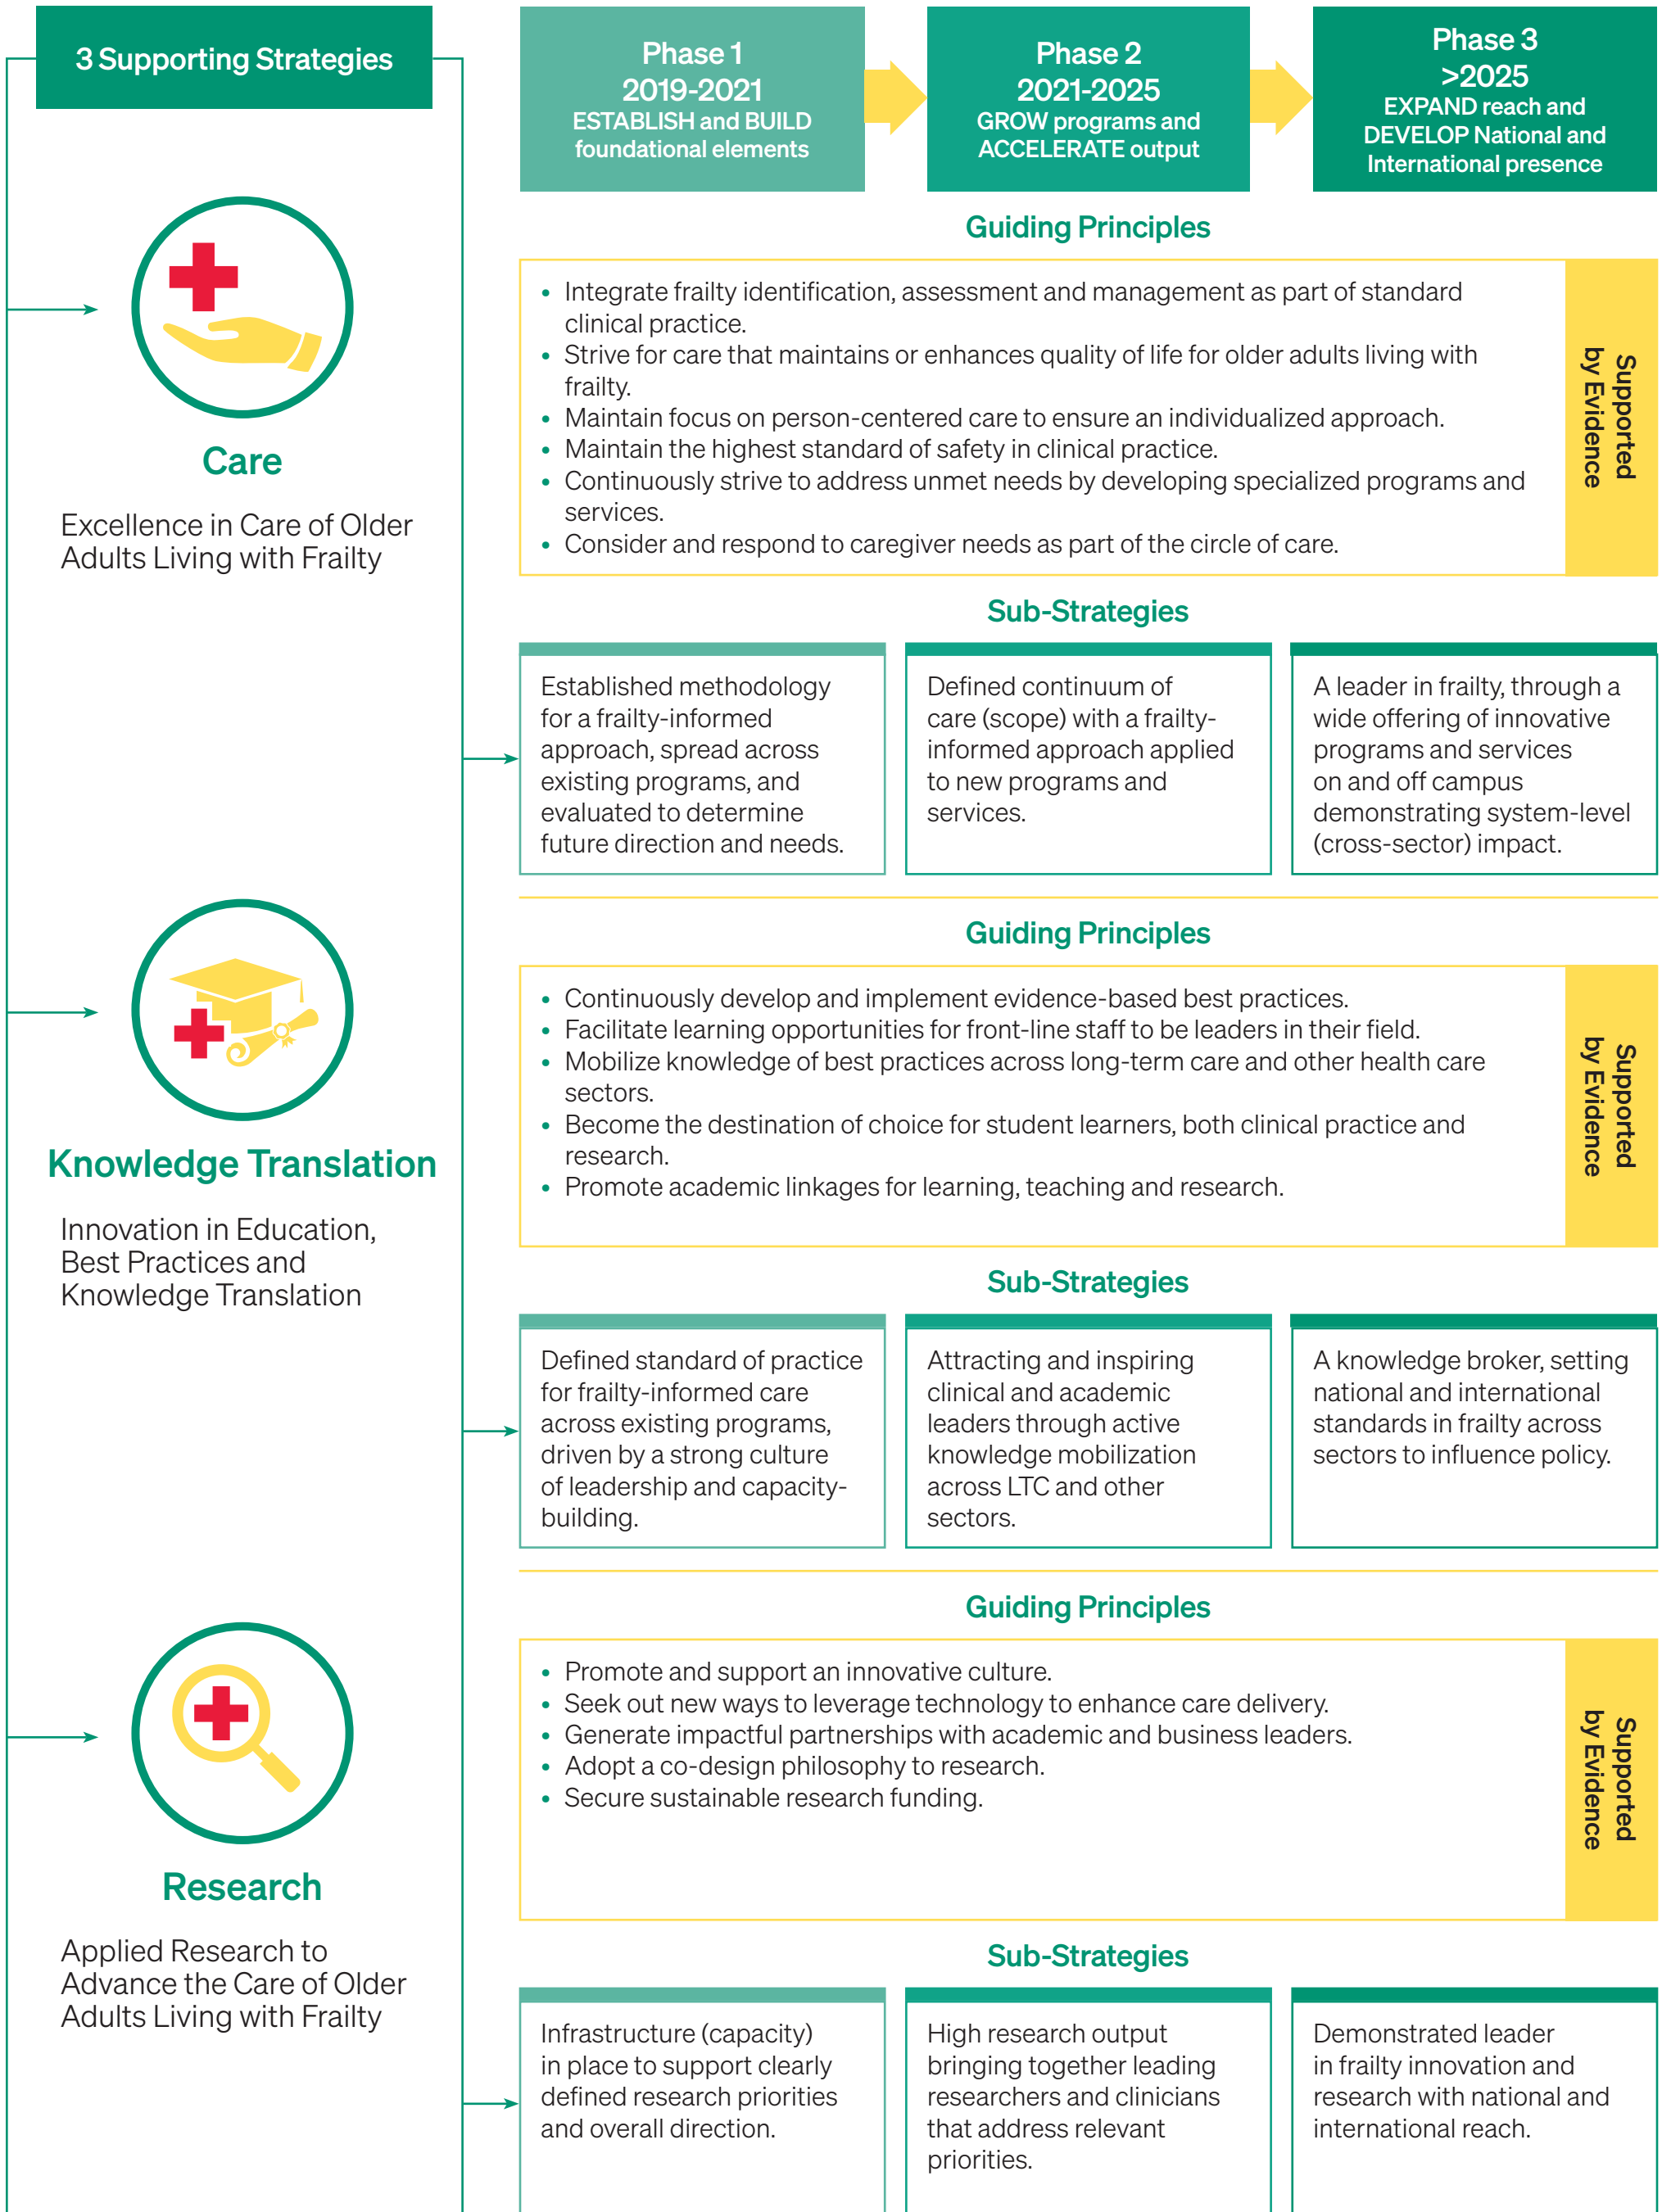 3 Supporting Strategies
Phase 1
2019-2021
ESTABLISH and BUILD
foundational elements
Phase 2
2021-2025
GROW programs and
ACCELERATE output
Phase 3
>2025
EXPAND reach and
DEVELOP National and
International presence
Care
Excellence in Care of Older
Adults Living with Frailty
Guiding Principles
• Integrate frailty identification, assessment and management as part of standard
clinical practice.
• Strive for care that maintains or enhances quality of life for older adults living with
frailty.
• Maintain focus on person-centered care to ensure an individualized approach.
• Maintain the highest standard of safety in clinical practice.
• Continuously strive to address unmet needs by developing specialized programs and
services.
• Consider and respond to caregiver needs as part of the circle of care.
Supported
by Evidence
Sub-Strategies
Established methodology
for a frailty-informed
approach, spread across
existing programs, and
evaluated to determine
future direction and needs.
Defined continuum of
care (scope) with a frailty-
informed approach applied
to new programs and
services.
A leader in frailty, through a
wide offering of innovative
programs and services
on and off campus
demonstrating system-level
(cross-sector) impact.
Knowledge Translation
Innovation in Education,
Best Practices and
Knowledge Translation
Guiding Principles
• Continuously develop and implement evidence-based best practices.
• Facilitate learning opportunities for front-line staff to be leaders in their field.
• Mobilize knowledge of best practices across long-term care and other health care
sectors.
• Become the destination of choice for student learners, both clinical practice and
research.
• Promote academic linkages for learning, teaching and research.
Supported
by Evidence
Sub-Strategies
Defined standard of practice
for frailty-informed care
across existing programs,
driven by a strong culture
of leadership and capacity-
building.
Attracting and inspiring
clinical and academic
leaders through active
knowledge mobilization
across LTC and other
sectors.
A knowledge broker, setting
national and international
standards in frailty across
sectors to influence policy.
Research
Applied Research to
Advance the Care of Older
Adults Living with Frailty
Guiding Principles
• Promote and support an innovative culture.
• Seek out new ways to leverage technology to enhance care delivery.
• Generate impactful partnerships with academic and business leaders.
• Adopt a co-design philosophy to research.
• Secure sustainable research funding.
Supported
by Evidence
Sub-Strategies
Infrastructure (capacity)
in place to support clearly
defined research priorities
and overall direction.
High research output
bringing together leading
researchers and clinicians
that address relevant
priorities.
Demonstrated leader
in frailty innovation and
research with national and
international reach.